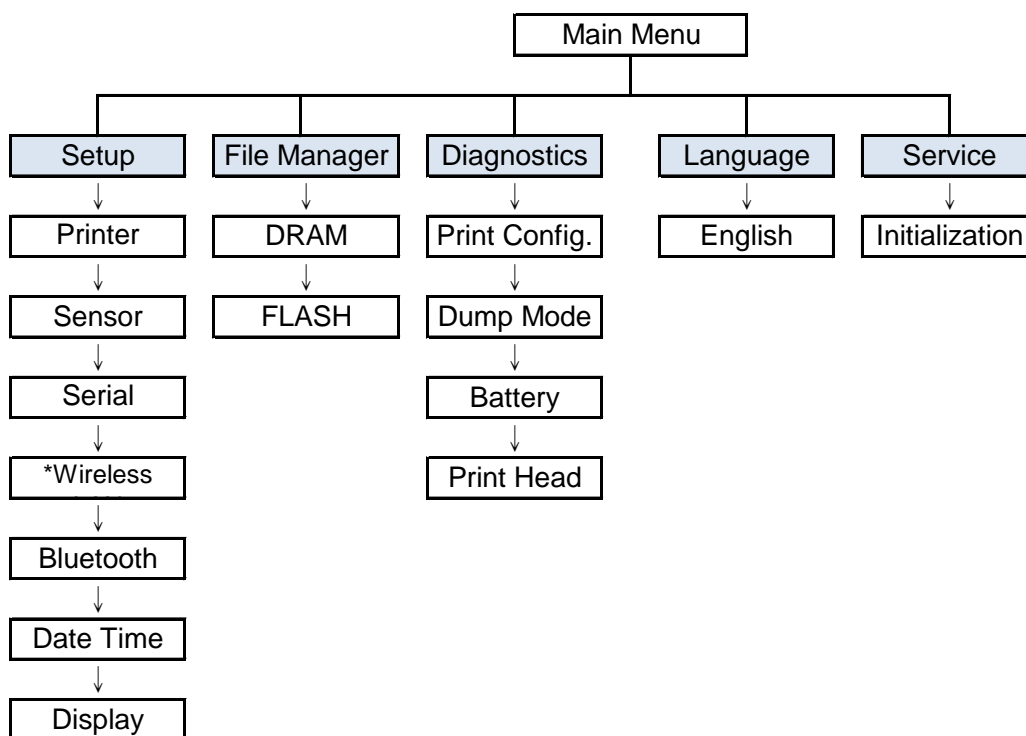 Main Menu
Setup
File Manager
Diagnostics
Language
Service
Printer
DRAM
Print Config.
English
Initialization
Sensor
FLASH
Dump Mode
Serial
Battery
*Wireless
Print Head
Bluetooth
Date Time
Display